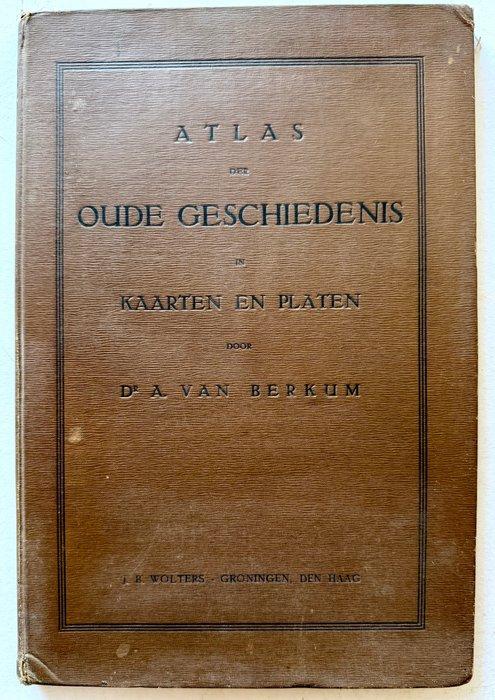 ATLAS
DER
OUDE GESCHIEDENIS
IN
KAARTEN EN PLATEN
DOOR
DR A. VAN BERKUM
J. B. WOLTERS - GRONINGEN, DEN HAAG